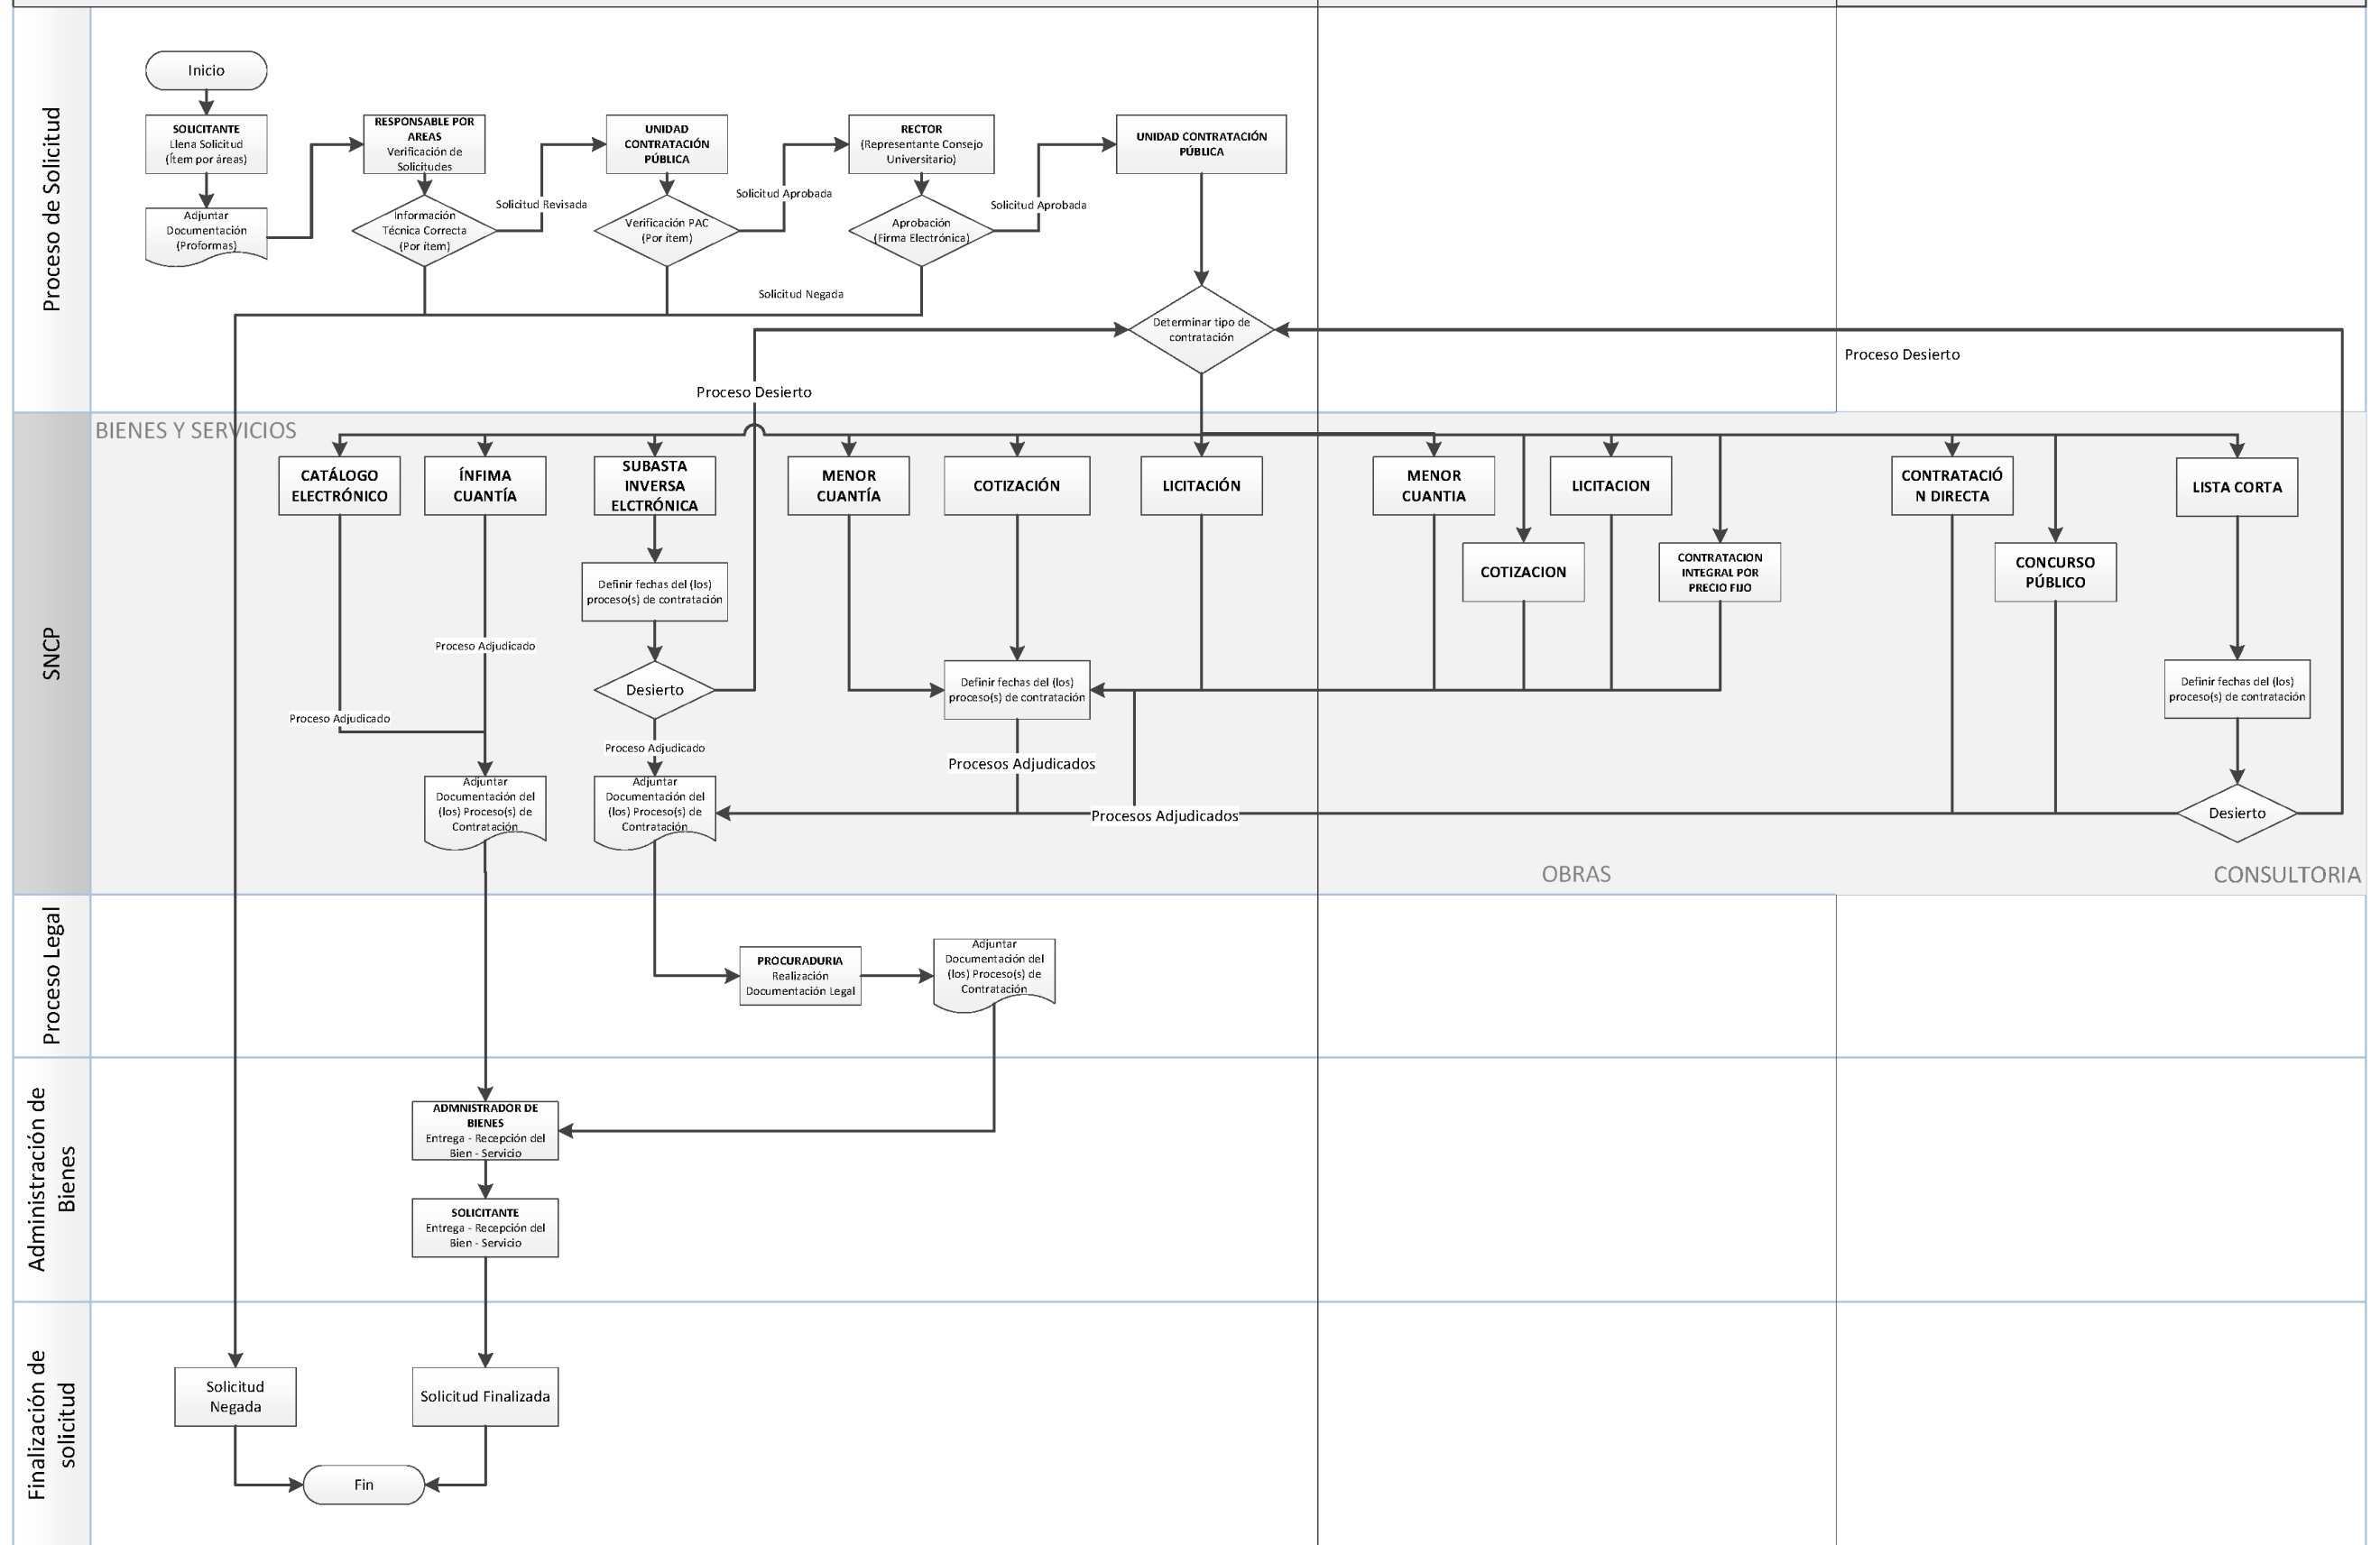 Proceso de Solicitud
Inicio
SOLICITANTE
Llena Solicitud
(Ítem por áreas)
Adjuntar
Documentación
(Proformas)
RESPONSABLE POR
AREAS
Verificación de
Solicitudes
Información
Técnica Correcta
(Por ítem)
Solicitud Revisada
UNIDAD
CONTRATACIÓN
PÚBLICA
Verificación PAC
(Por ítem)
Solicitud Aprobada
RECTOR
(Representante Consejo
Universitario)
Aprobación
(Firma Electrónica)
Solicitud Aprobada
UNIDAD CONTRATACIÓN
PÚBLICA
Solicitud Negada
Determinar tipo de
contratación
Proceso Desierto
Proceso Desierto
SNCP
BIENES Y SERVICIOS
CATÁLOGO
ELECTRÓNICO
ÍNFIMA
CUANTÍA
SUBASTA
INVERSA
ELCTRÓNICA
MENOR
CUANTÍA
COTIZACIÓN
LICITACIÓN
MENOR
CUANTIA
LICITACION
CONTRATACIÓ
N DIRECTA
LISTA CORTA
COTIZACION
CONTRATACION
INTEGRAL POR
PRECIO FIJO
CONCURSO
PÚBLICO
Definir fechas del (los)
proceso(s) de contratación
Proceso Adjudicado
Desierto
Definir fechas del (los)
proceso(s) de contratación
Definir fechas del (los)
proceso(s) de contratación
Proceso Adjudicado
Proceso Adjudicado
Procesos Adjudicados
Adjuntar
Documentación del
(los) Proceso(s) de
Contratación
Adjuntar
Documentación del
(los) Proceso(s) de
Contratación
Procesos Adjudicados
Desierto
OBRAS
CONSULTORIA
Proceso Legal
PROCURADURIA
Realización
Documentación Legal
Adjuntar
Documentación del
(los) Proceso(s) de
Contratación
Administración de
Bienes
ADMNISTRADOR DE
BIENES
Entrega - Recepción del
Bien - Servicio
SOLICITANTE
Entrega - Recepción del
Bien - Servicio
Finalización de
solicitud
Solicitud
Negada
Solicitud Finalizada
Fin